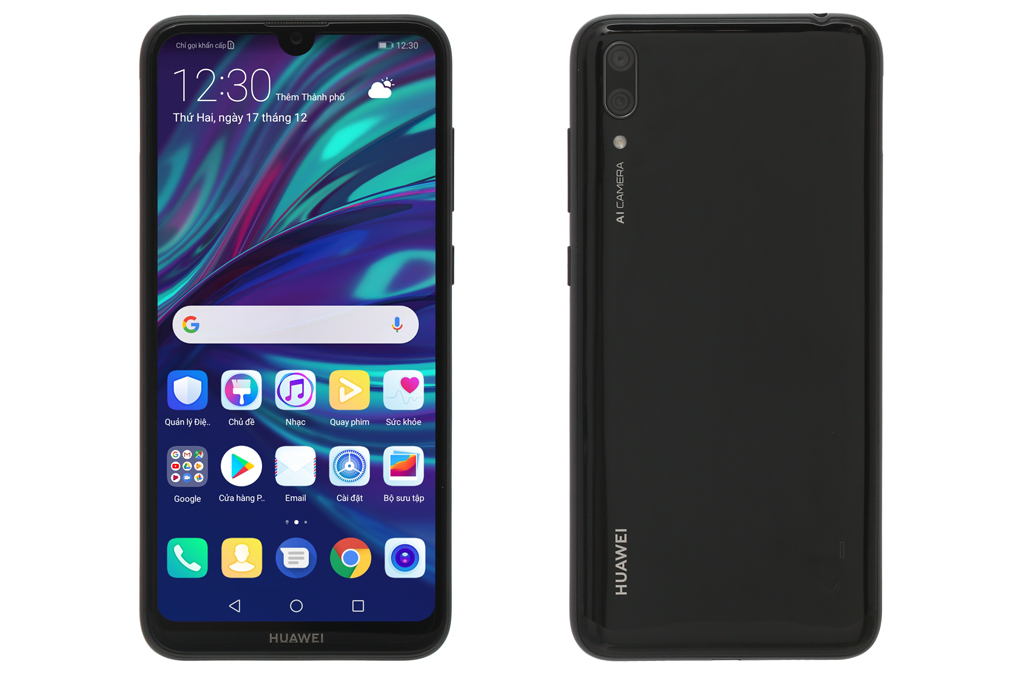 Chỉ gọi khẩn cấp
12:30
12:30 Thêm Thành phố
Thứ Hai, ngày 17 tháng 12
Quản lý Điệ..
Chủ đề
Nhạc
Quay phim
Sức khỏe
Google
Cửa hàng P..
Email
Cài đặt
Bộ sưu tập
HUAWEI
AI CAMERA
HUAWEI